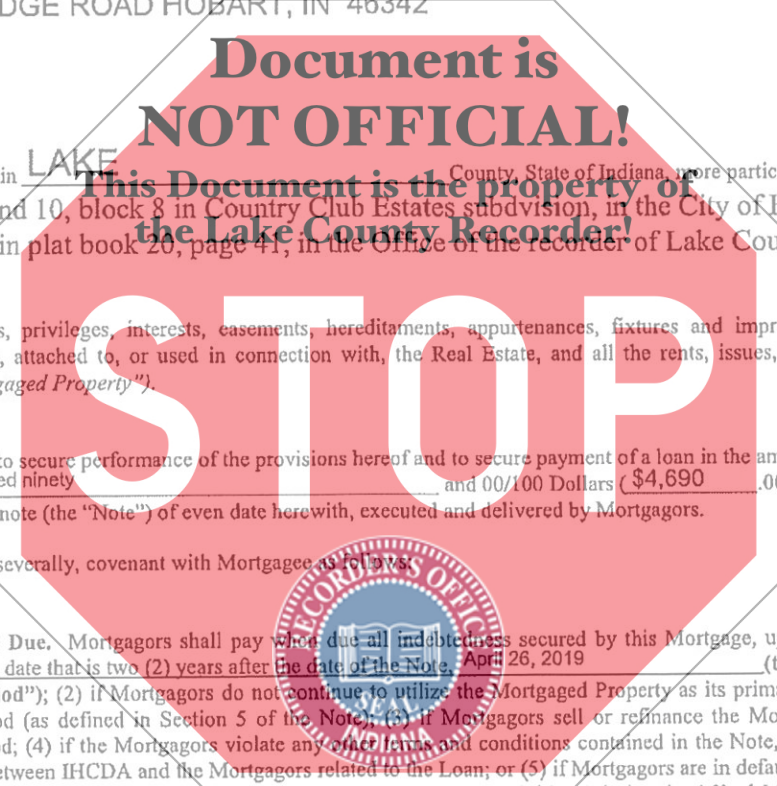 DGE ROAD HOBART, IN 46342
Document is
NOT OFFICIAL!
in LAKE County, State of Indiana, more partic
This Document is the property of
nd 10, block 8 in Country Club Estates subdvision, in the City of
the Lake County Recorder!
in plat book 20, page 41, in the Office of the recorder of Lake Cou
s, privileges, interests, easements, hereditaments, appurtenances, fixtures and impr
, attached to, or used in connection with, the Real Estate, and all the rents, issues,
gaged Property").
STOP
to secure performance of the provisions hereof and to secure payment of a loan in the am
ed ninety and 00/100 Dollars ( $4,690 .00
note (the "Note") of even date herewith, executed and delivered by Mortgagors.
severally, covenant with Mortgagee as follows:
RECORDER'S OFFICE
SEAL
INDIANA
Due. Mortgagors shall pay when due all indebtedness secured by this Mortgage, u
date that is two (2) years after the date of the Note, April 26, 2019 (t
od"); (2) if Mortgagors do not continue to utilize the Mortgaged Property as its prima
od (as defined in Section 5 of the Note); (3) if Mortgagors sell or refinance the Mo
d; (4) if the Mortgagors violate any other terms and conditions contained in the Note,
etween IHCDA and the Mortgagors related to the Loan; or (5) if Mortgagors are in defau